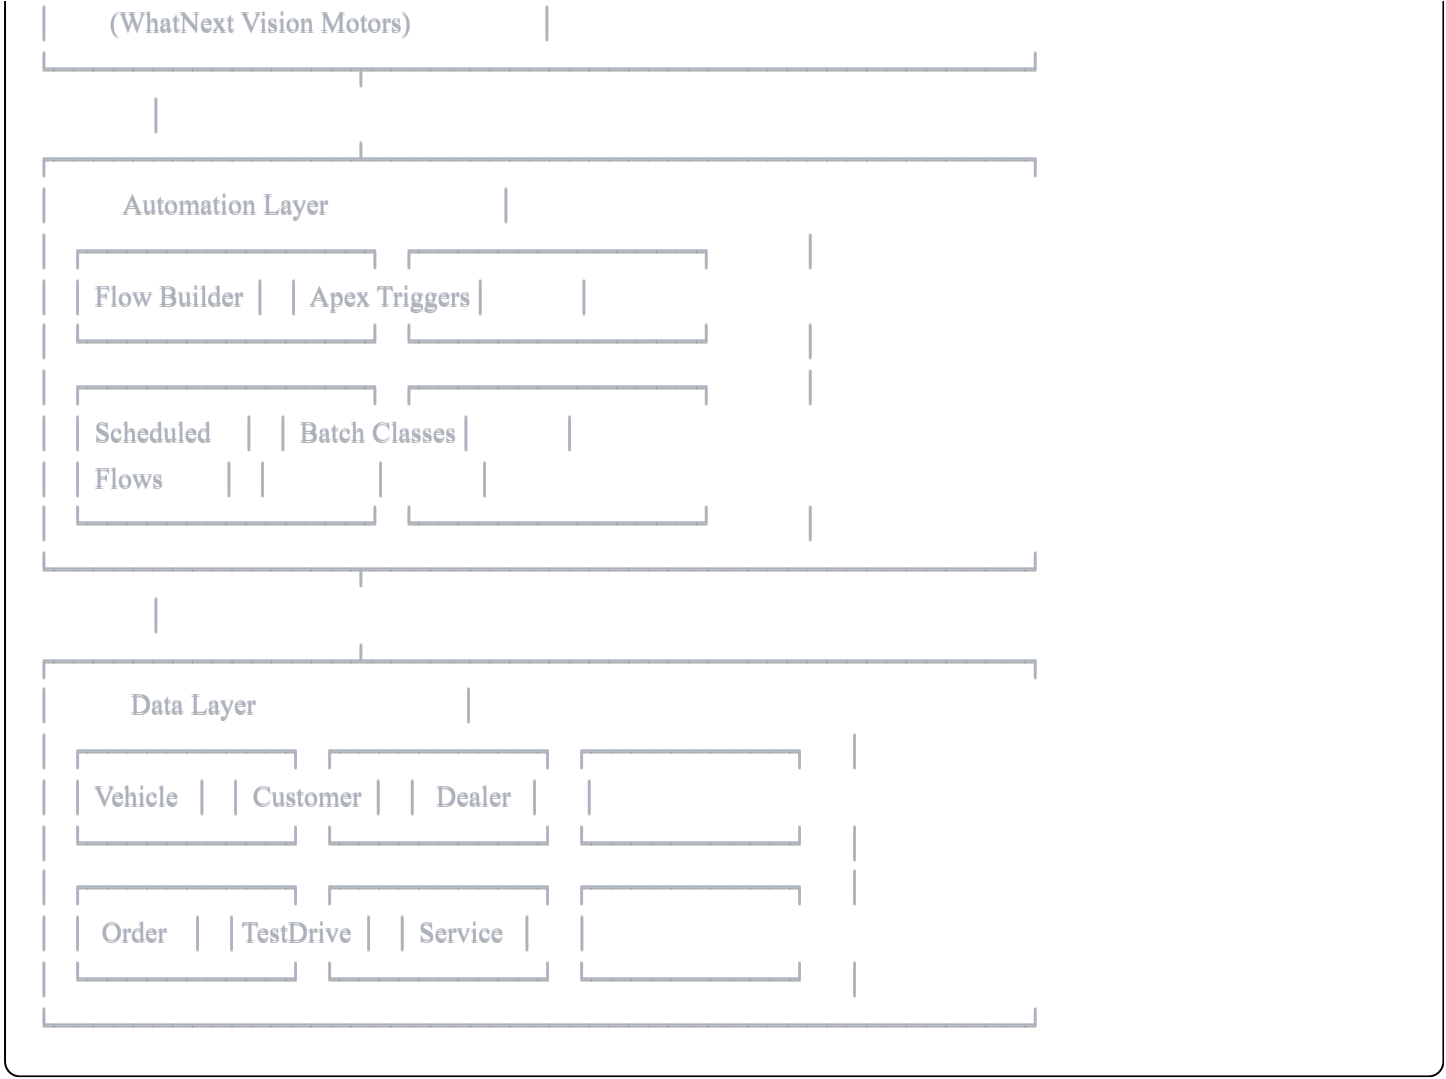 (WhatNext Vision Motors)
Automation Layer
Flow Builder Apex Triggers
Scheduled Batch Classes
Flows
Data Layer
Vehicle Customer Dealer
Order TestDrive Service